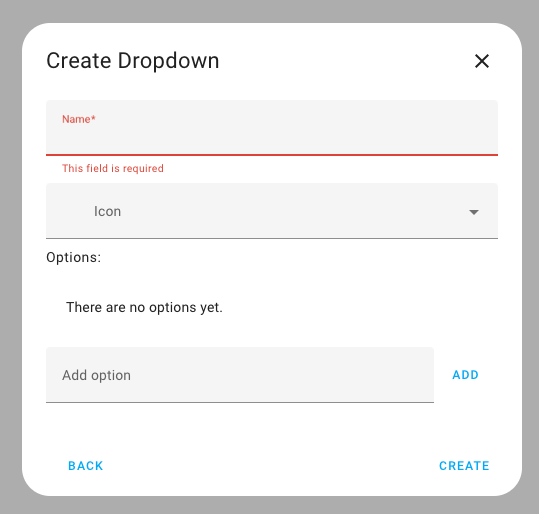 Create Dropdown
Name*
This field is required
Icon
Options:
There are no options yet.
Add option
ADD
BACK
CREATE